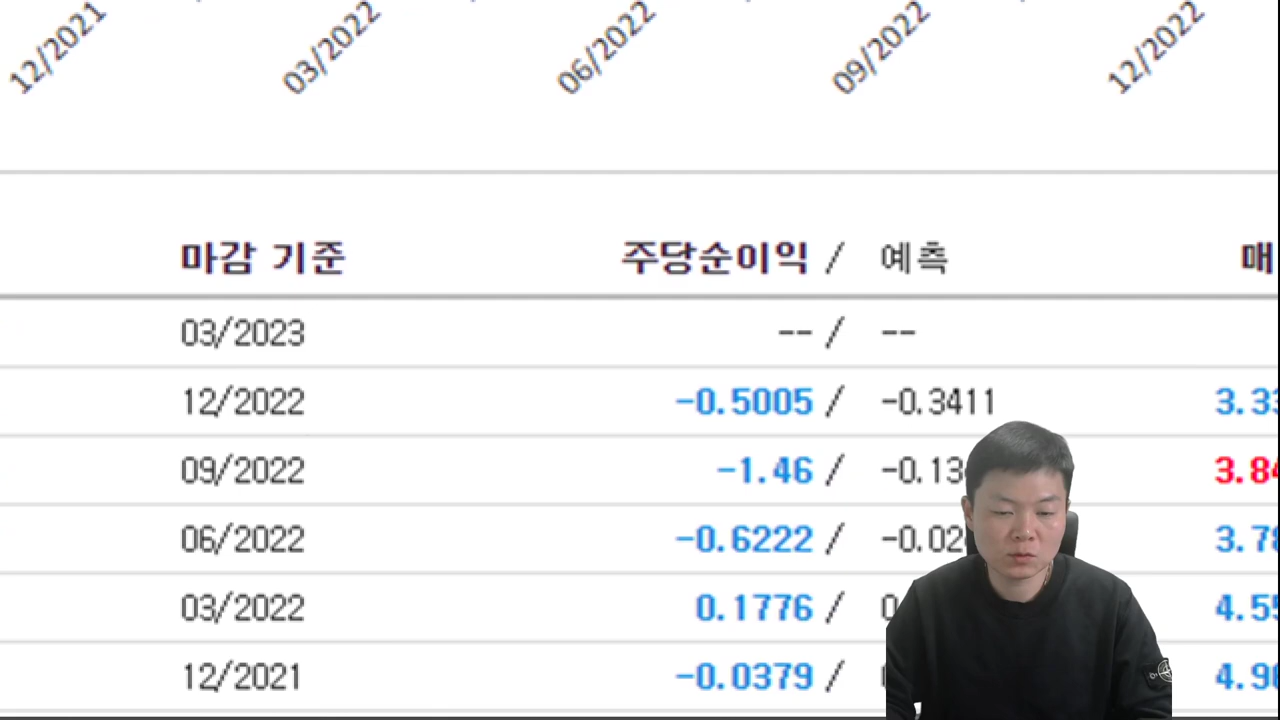 12/2021 03/2022 06/2022 09/2022 12/2022
마감 기준 주당순이익 / 예측
03/2023 -- / --
12/2022 -0.5005 / -0.3411
09/2022 -1.46 /
06/2022 -0.6222 /
03/2022 0.1776 /
12/2021 -0.0379 /